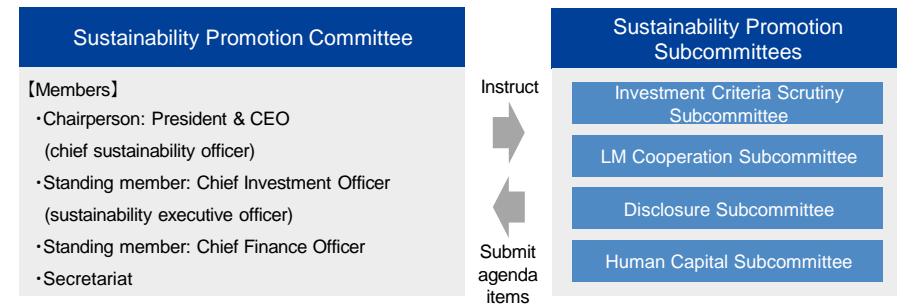 Sustainability Promotion Committee
【Members】
・Chairperson: President & CEO
(chief sustainability officer)
・Standing member: Chief Investment Officer
(sustainability executive officer)
・Standing member: Chief Finance Officer
・Secretariat
Instruct
Submit
agenda
items
Sustainability Promotion
Subcommittees
Investment Criteria Scrutiny
Subcommittee
LM Cooperation Subcommittee
Disclosure Subcommittee
Human Capital Subcommittee